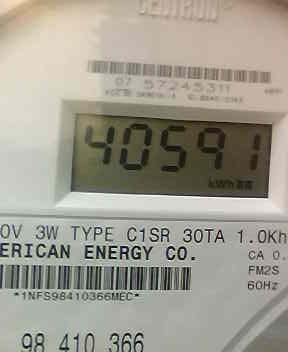 CENTRON
07 57245311
40591
kWh
0V 3W TYPE C1SR 30TA 1.0Kh
ERICAN ENERGY CO.
CA 0.
FM2S
*1NFS98410366MEC*
60Hz
98 410 366